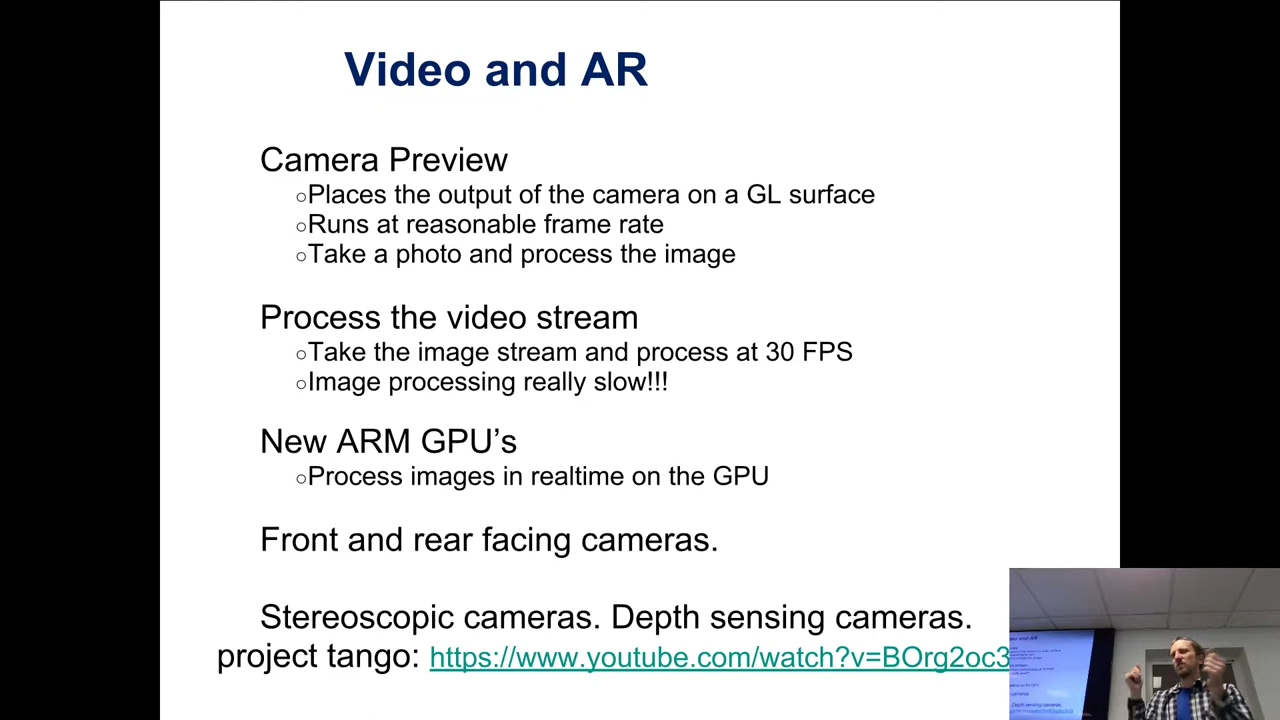 Video and AR
Camera Preview
○Places the output of the camera on a GL surface
○Runs at reasonable frame rate
○Take a photo and process the image
Process the video stream
○Take the image stream and process at 30 FPS
○Image processing really slow!!!
New ARM GPU’s
○Process images in realtime on the GPU
Front and rear facing cameras.
Stereoscopic cameras. Depth sensing cameras.
project tango: https://www.youtube.com/watch?v=BOrg2oc3